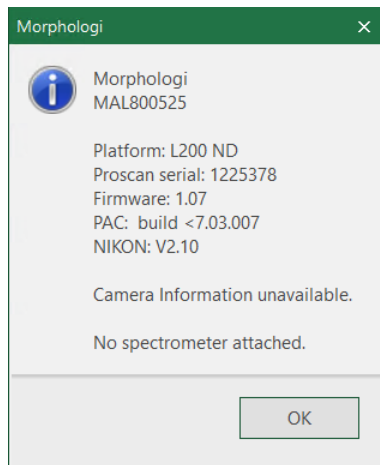 Morphologi
Morphologi
MAL800525
Platform: L200 ND
Proscan serial: 1225378
Firmware: 1.07
PAC: build <7.03.007
NIKON: V2.10
Camera Information unavailable.
No spectrometer attached.
OK